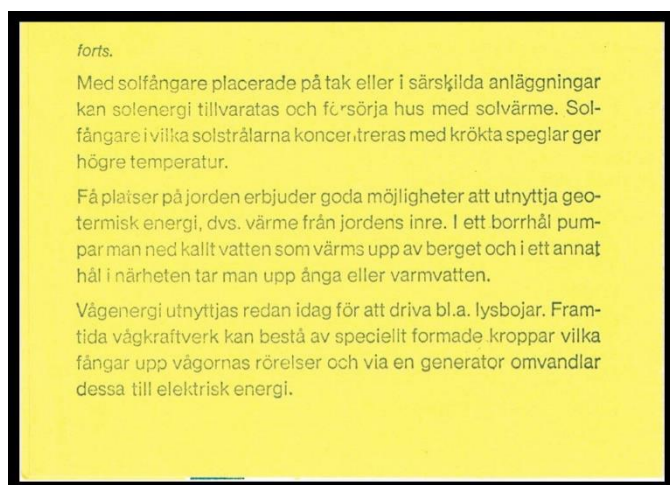 forts.
Med solfångare placerade på tak eller i särskilda anläggningar
kan solenergi tillvaratas och försörja hus med solvärme. Sol-
fångare i vilka solstrålarna koncentreras med krökta speglar ger
högre temperatur.
Få platser på jorden erbjuder goda möjligheter att utnyttja geo-
termisk energi, dvs. värme från jordens inre. I ett borrhål pum-
par man ned kallt vatten som värms upp av berget och i ett annat
hål i närheten tar man upp ånga eller varmvatten.
Vågenergi utnyttjas redan idag för att driva bl.a. lysbojar. Fram-
tida vågkraftverk kan bestå av speciellt formade kroppar vilka
fångar upp vågornas rörelser och via en generator omvandlar
dessa till elektrisk energi.